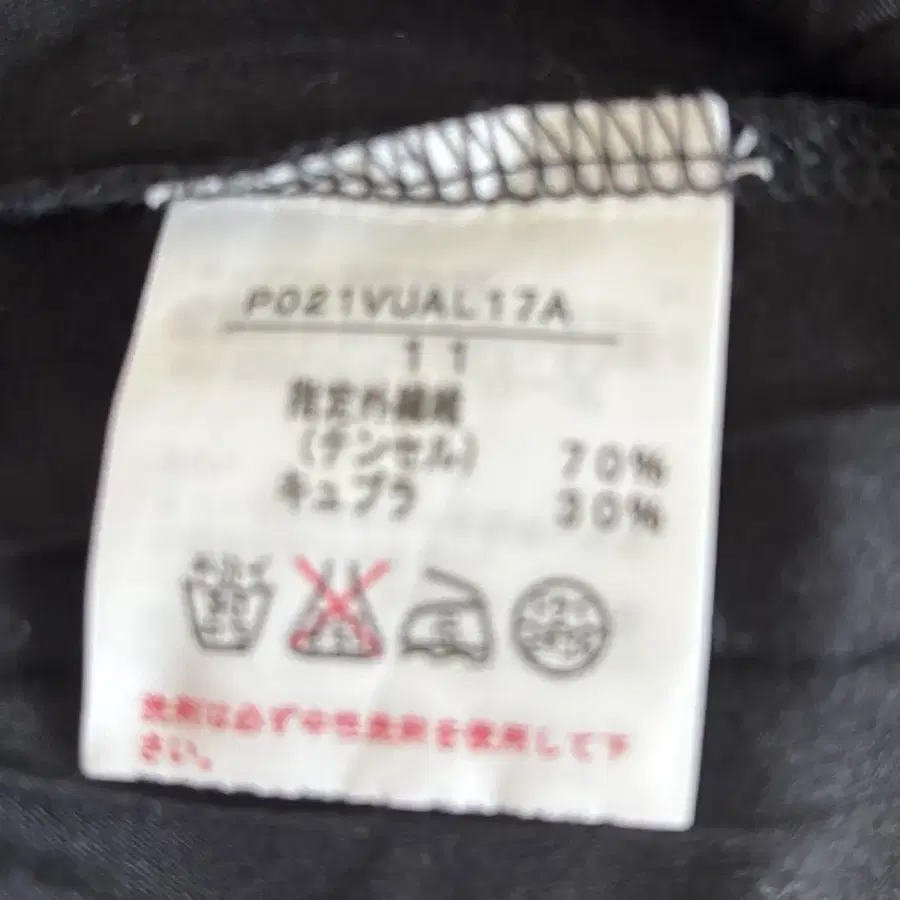 P021VUAL17A
11
指定外繊維
(テンセル) 70%
キュプラ 30%
洗剤は必ず中性洗剤を使用して下
さい。